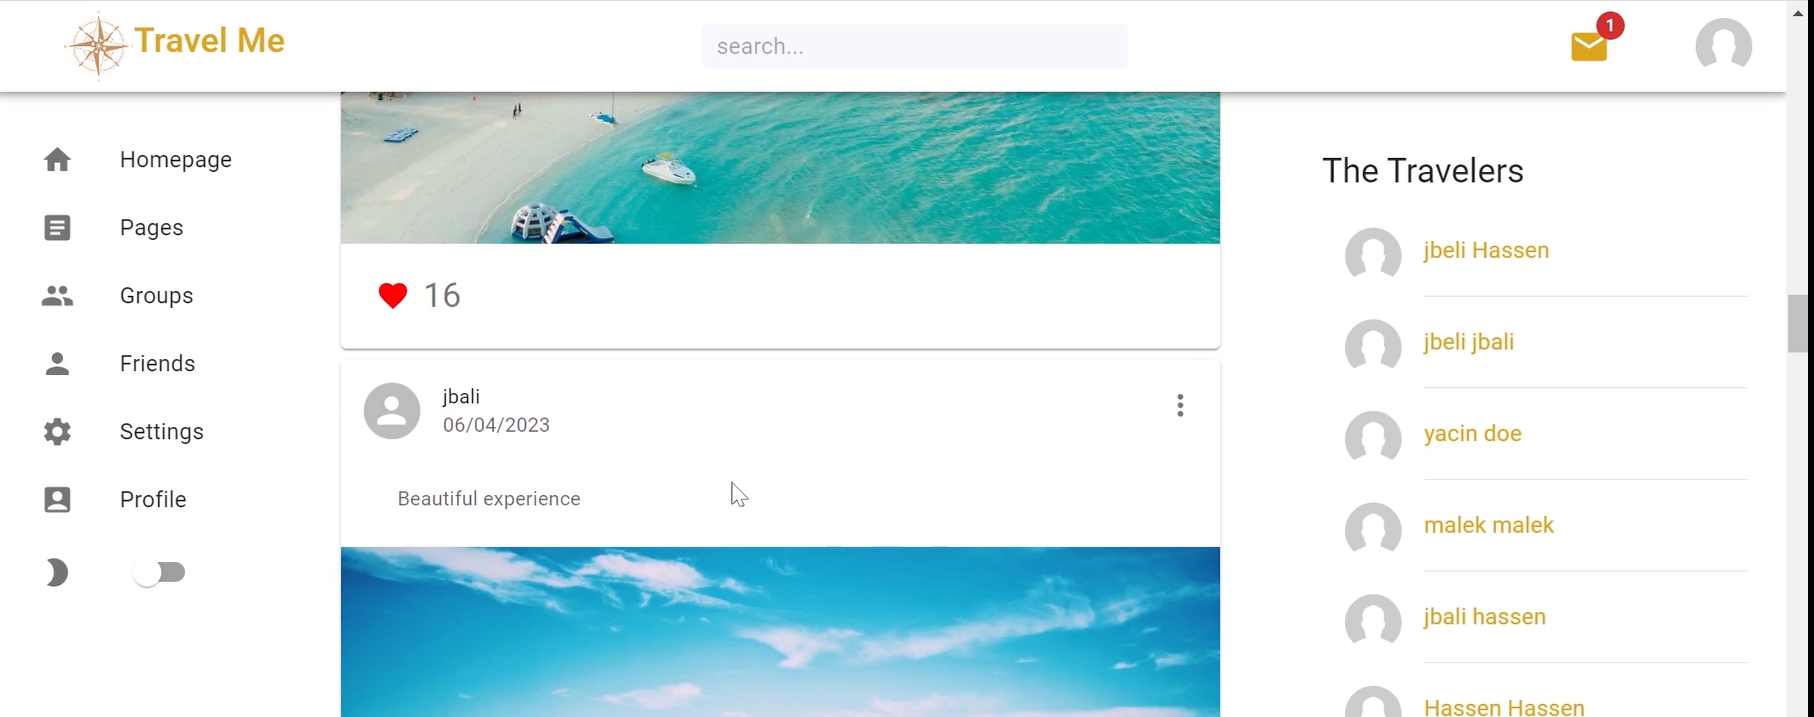 Travel Me
search...
1
Homepage
Pages
Groups
Friends
Settings
Profile
16
jbali
06/04/2023
Beautiful experience
The Travelers
jbeli Hassen
jbeli jbali
yacin doe
malek malek
jbali hassen
Hassen Hassen